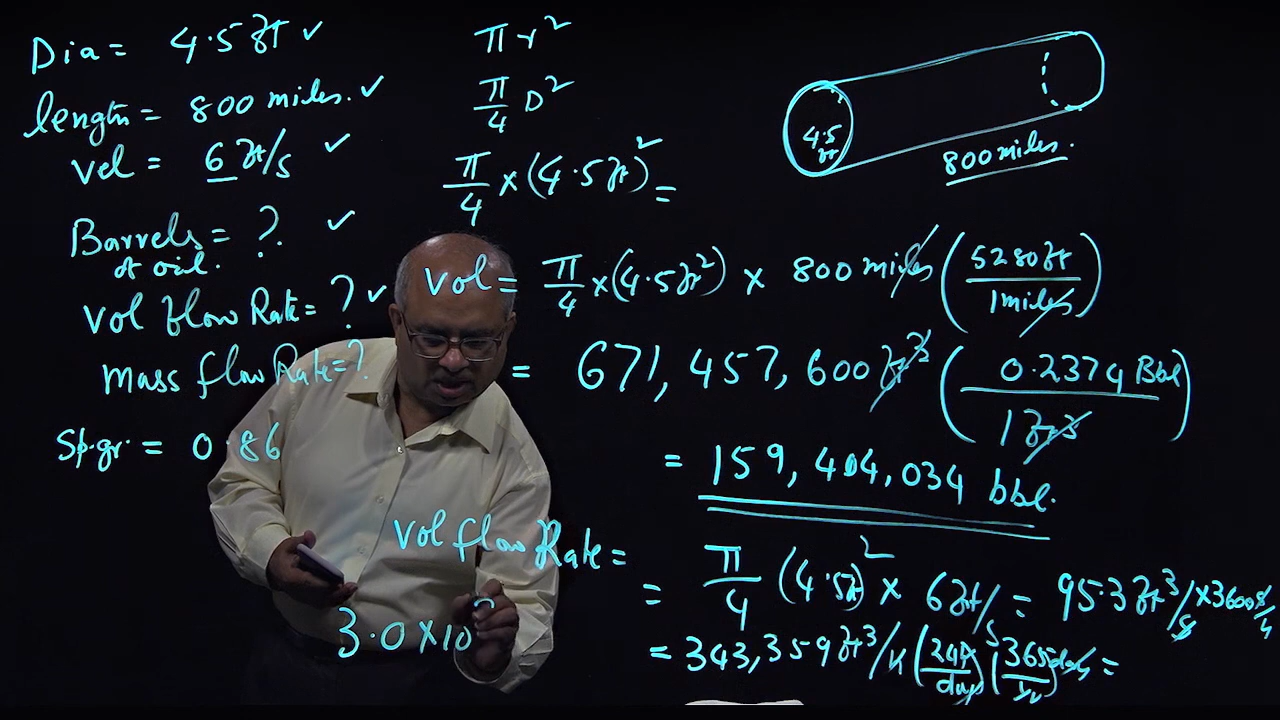 Dia = 4.5 ft ✓
length = 800 miles. ✓
vel = 6 ft/s ✓
Barrels = ? ✓
of oil.
Vol flow Rate = ? ✓
Mass flow Rate = ?
Sp.gr. = 0.86
π r²
π/4 D²
π/4 × (4.5 ft)² =
4.5 ft
800 miles.
Vol = π/4 × (4.5 ft²) × 800 miles (5280 ft / 1 miles)
= 671,457,600 ft³ (0.2374 Bbl / 1 ft³)
= 159,404,034 bbl.
Vol flow Rate =
= π/4 (4.5 ft)² × 6 ft/s = 95.3 ft³/s × 3600 s/h
= 343,359 ft³/h (24 h/day) (365 days/yr) =
3.0 × 10